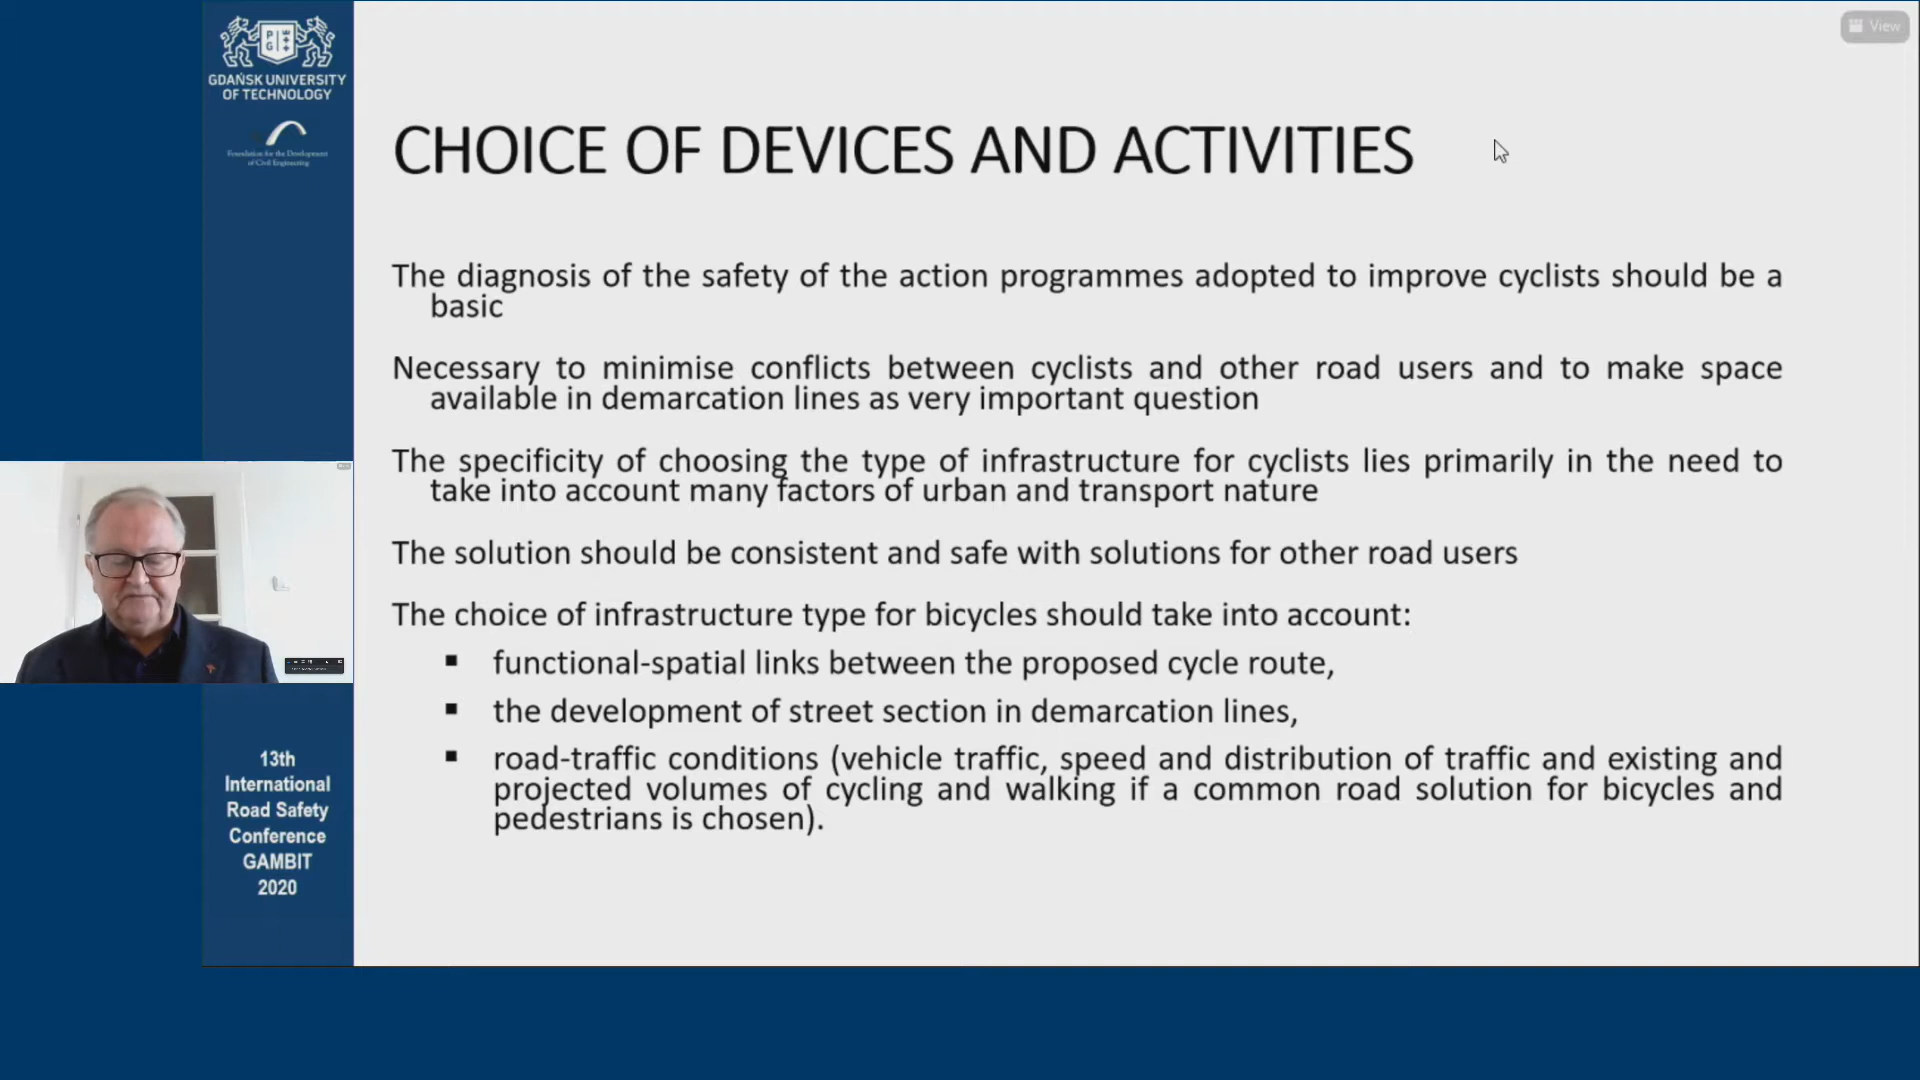 GDAŃSK UNIVERSITY
OF TECHNOLOGY
Foundation for the Development
of Civil Engineering
View
CHOICE OF DEVICES AND ACTIVITIES
The diagnosis of the safety of the action programmes adopted to improve cyclists should be a
basic
Necessary to minimise conflicts between cyclists and other road users and to make space
available in demarcation lines as very important question
The specificity of choosing the type of infrastructure for cyclists lies primarily in the need to
take into account many factors of urban and transport nature
The solution should be consistent and safe with solutions for other road users
The choice of infrastructure type for bicycles should take into account:
▪ functional-spatial links between the proposed cycle route,
▪ the development of street section in demarcation lines,
▪ road-traffic conditions (vehicle traffic, speed and distribution of traffic and existing and
projected volumes of cycling and walking if a common road solution for bicycles and
pedestrians is chosen).
13th
International
Road Safety
Conference
GAMBIT
2020